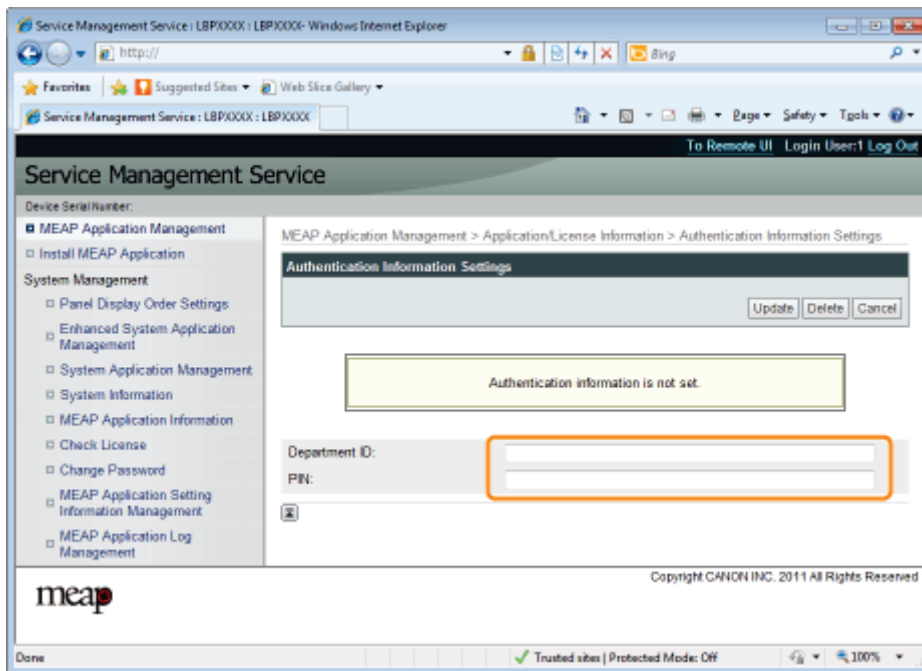 Service Management Service : LBPXXXX : LBPXXXX- Windows Internet Explorer
http://
Bing
Favorites Suggested Sites Web Slice Gallery
Service Management Service : LBPXXXX : LBPXXXX Page Safety Tools
To Remote UI Login User:1 Log Out
Service Management Service
Device Serial Number:
MEAP Application Management
Install MEAP Application
System Management
Panel Display Order Settings
Enhanced System Application
Management
System Application Management
System Information
MEAP Application Information
Check License
Change Password
MEAP Application Setting
Information Management
MEAP Application Log
Management
MEAP Application Management > Application/License Information > Authentication Information Settings
Authentication Information Settings
Update Delete Cancel
Authentication information is not set.
Department ID:
PIN:
Copyright CANON INC. 2011 All Rights Reserved
meap
Done Trusted sites | Protected Mode: Off 100%